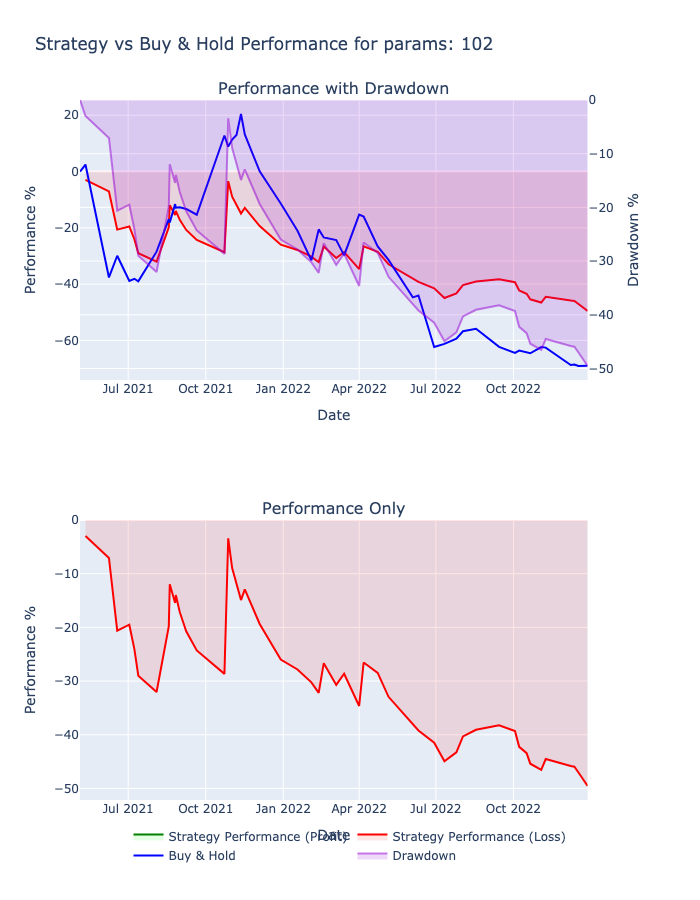 Strategy vs Buy & Hold Performance for params: 102
Performance with Drawdown
20
0
−20
−40
−60
Performance %
0
−10
−20
−30
−40
−50
Drawdown %
Jul 2021
Oct 2021
Jan 2022
Apr 2022
Jul 2022
Oct 2022
Date
Performance Only
0
−10
−20
−30
−40
−50
Performance %
Jul 2021
Oct 2021
Jan 2022
Apr 2022
Jul 2022
Oct 2022
Date
Strategy Performance (Profit)
Strategy Performance (Loss)
Buy & Hold
Drawdown